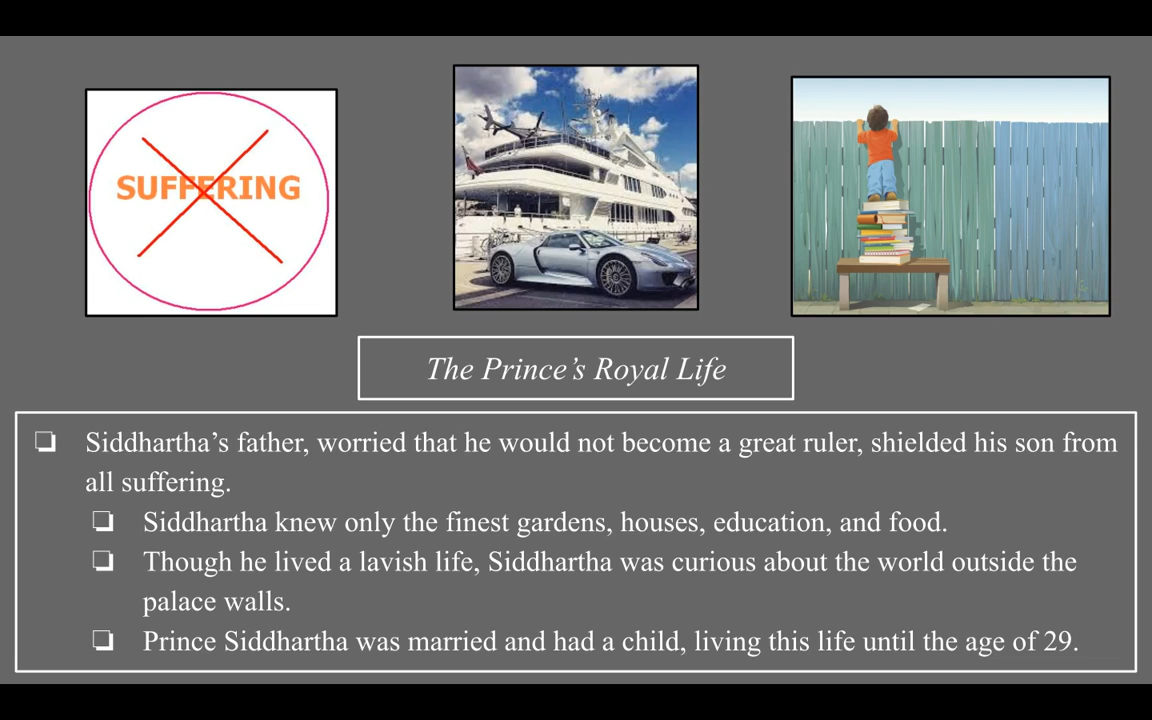 SUFFERING
The Prince’s Royal Life
❏ Siddhartha’s father, worried that he would not become a great ruler, shielded his son from
all suffering.
❏ Siddhartha knew only the finest gardens, houses, education, and food.
❏ Though he lived a lavish life, Siddhartha was curious about the world outside the
palace walls.
❏ Prince Siddhartha was married and had a child, living this life until the age of 29.